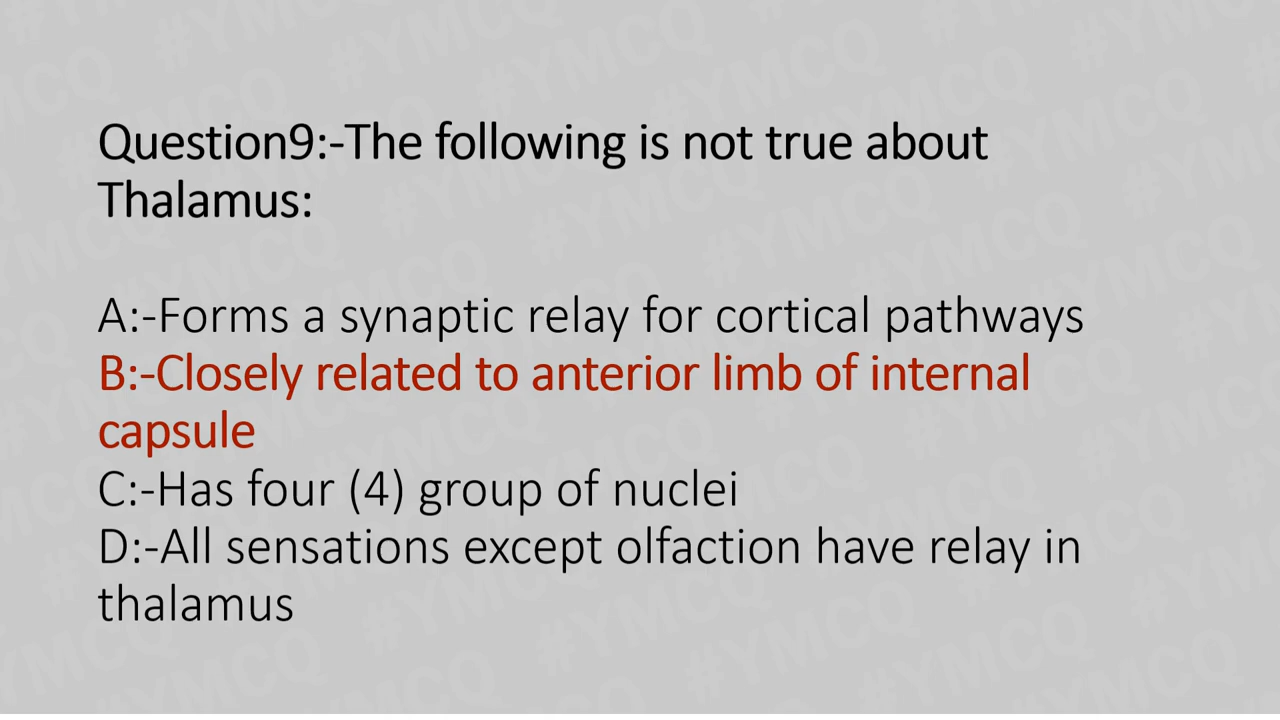 Question9:-The following is not true about
Thalamus:
A:-Forms a synaptic relay for cortical pathways
B:-Closely related to anterior limb of internal
capsule
C:-Has four (4) group of nuclei
D:-All sensations except olfaction have relay in
thalamus
#YMCQ